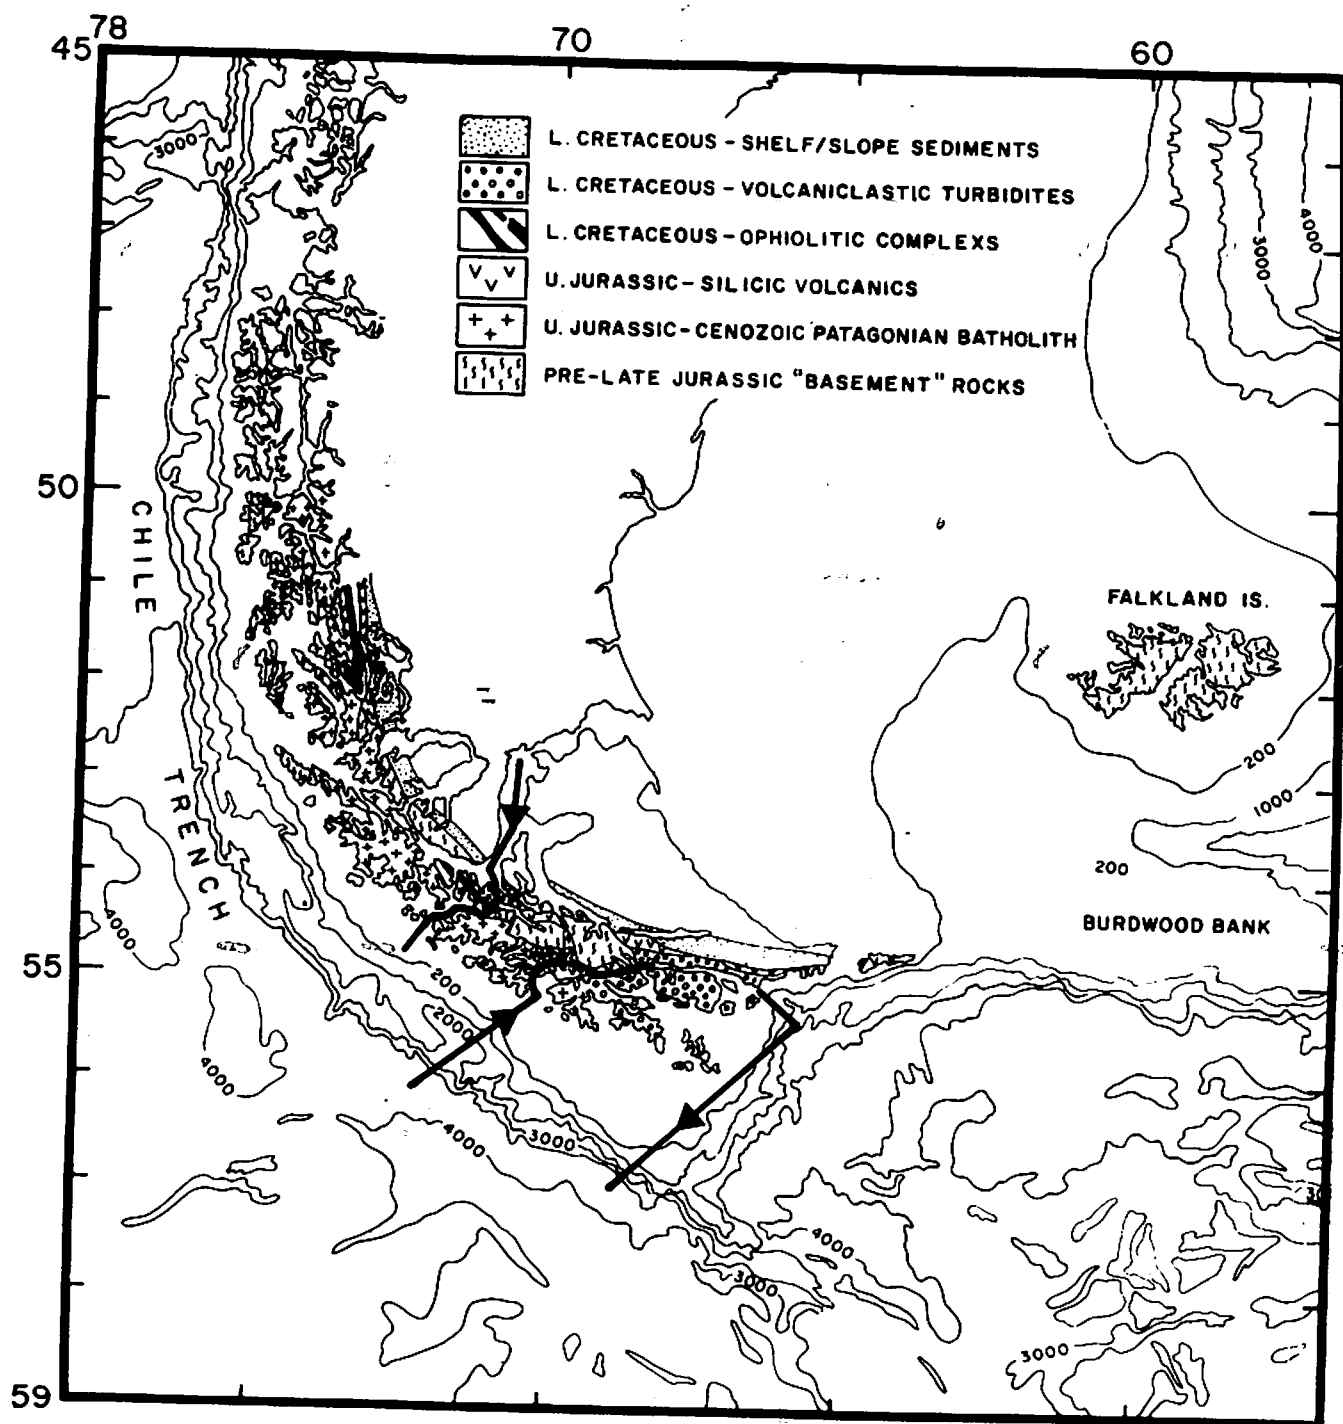 78
45
70
60
L. CRETACEOUS - SHELF/SLOPE SEDIMENTS
L. CRETACEOUS - VOLCANICLASTIC TURBIDITES
L. CRETACEOUS - OPHIOLITIC COMPLEXS
U. JURASSIC - SILICIC VOLCANICS
U. JURASSIC - CENOZOIC PATAGONIAN BATHOLITH
PRE-LATE JURASSIC "BASEMENT" ROCKS
3000
3000
4000
50
CHILE
TRENCH
FALKLAND IS.
200
1000
200
BURDWOOD BANK
4000
55
200
2000
4000
3000
4000
4000
3000
3000
59